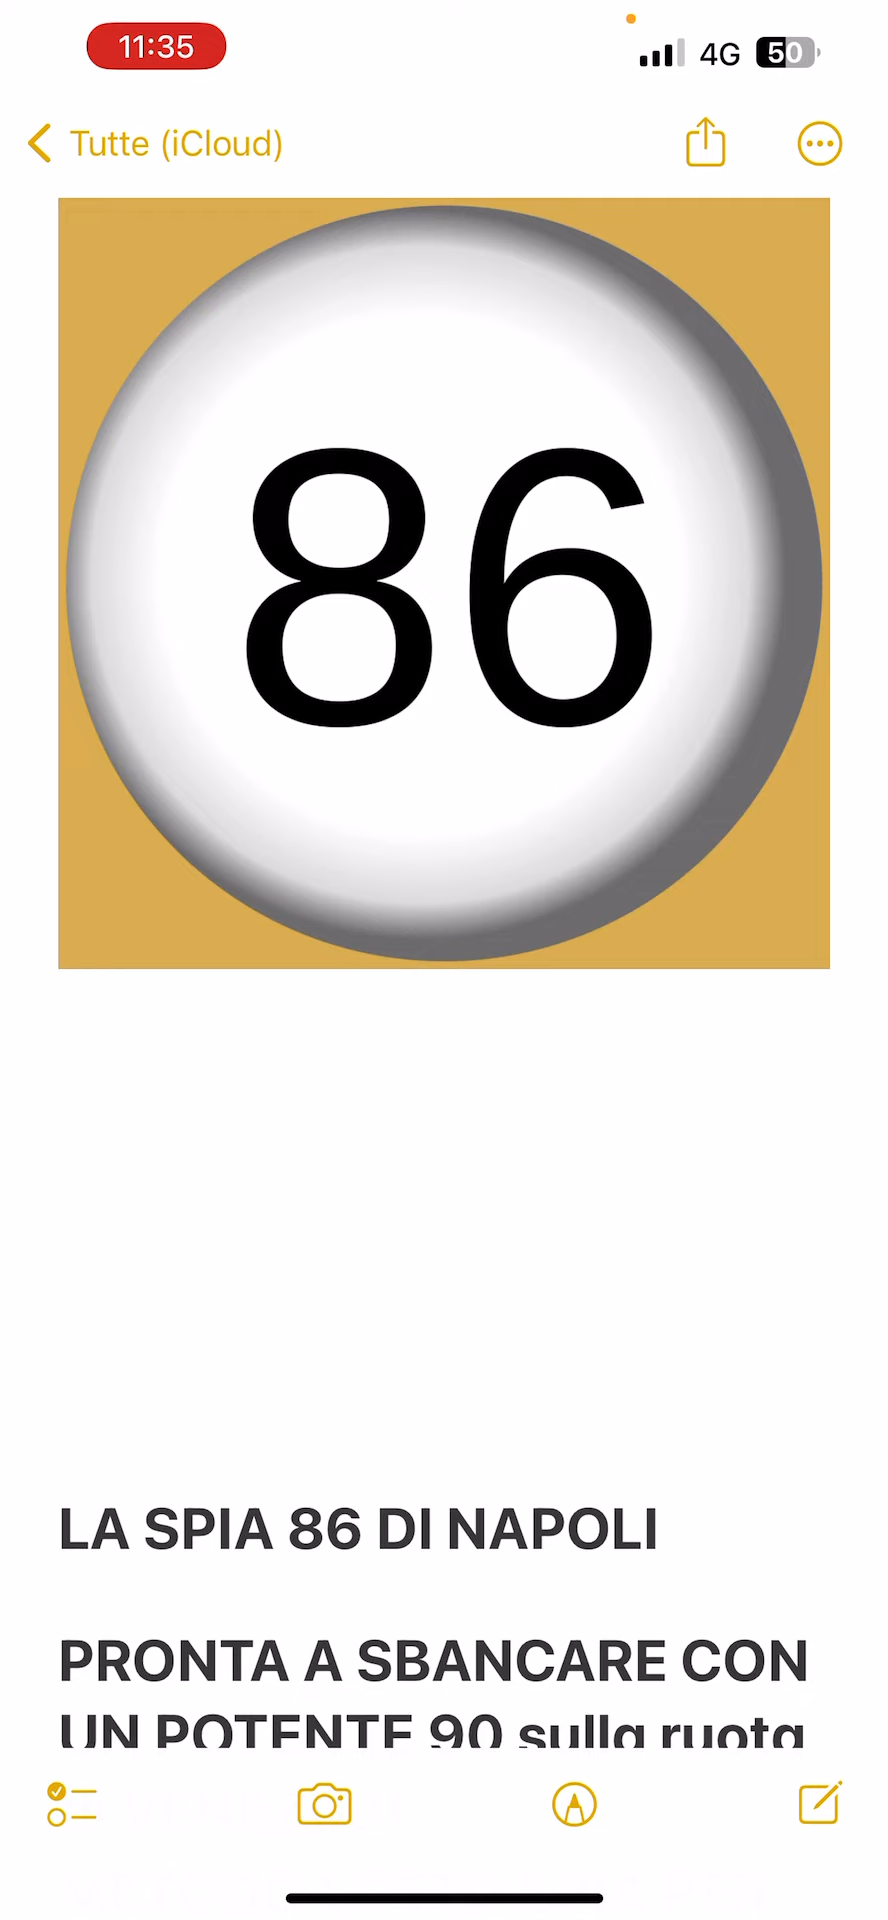 11:35
4G 50
Tutte (iCloud)
86
LA SPIA 86 DI NAPOLI
PRONTA A SBANCARE CON
UN POTENTE 90 sulla ruota